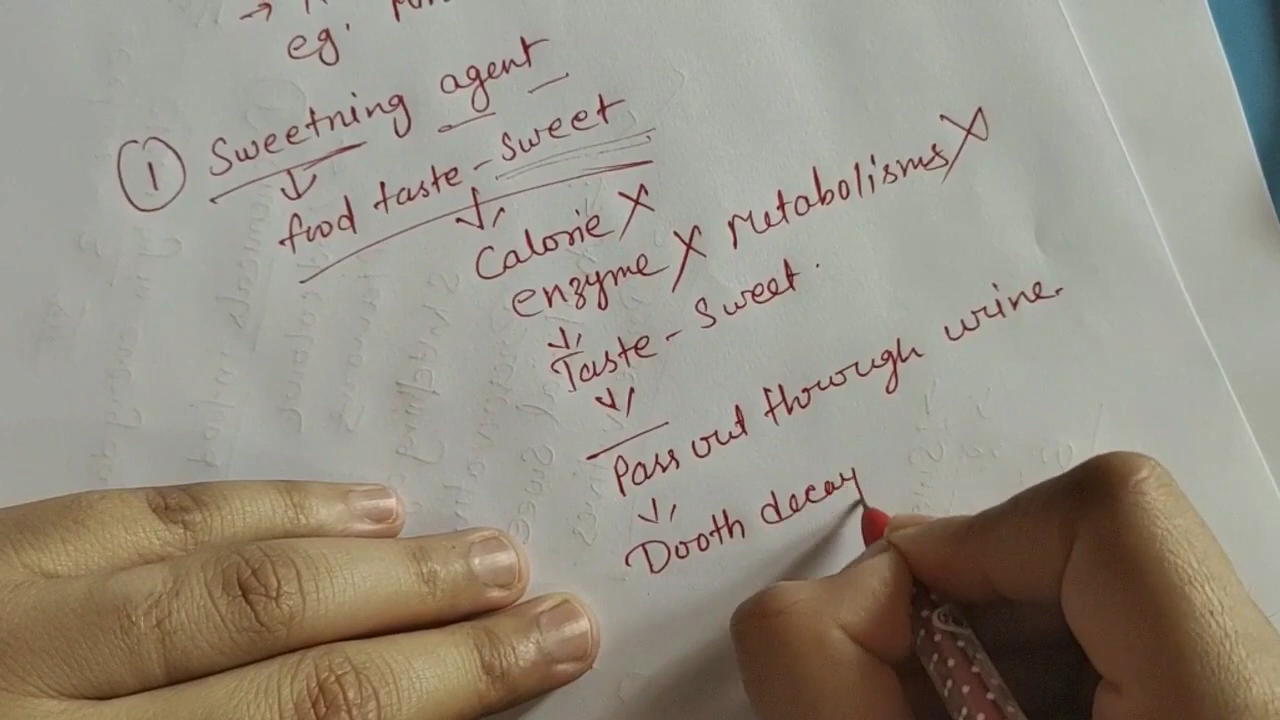 eg.
① Sweetning agent
food taste - sweet
Calorie X
enzyme X Metabolisms X
Taste - Sweet.
Pass out through urine.
Dooth decay